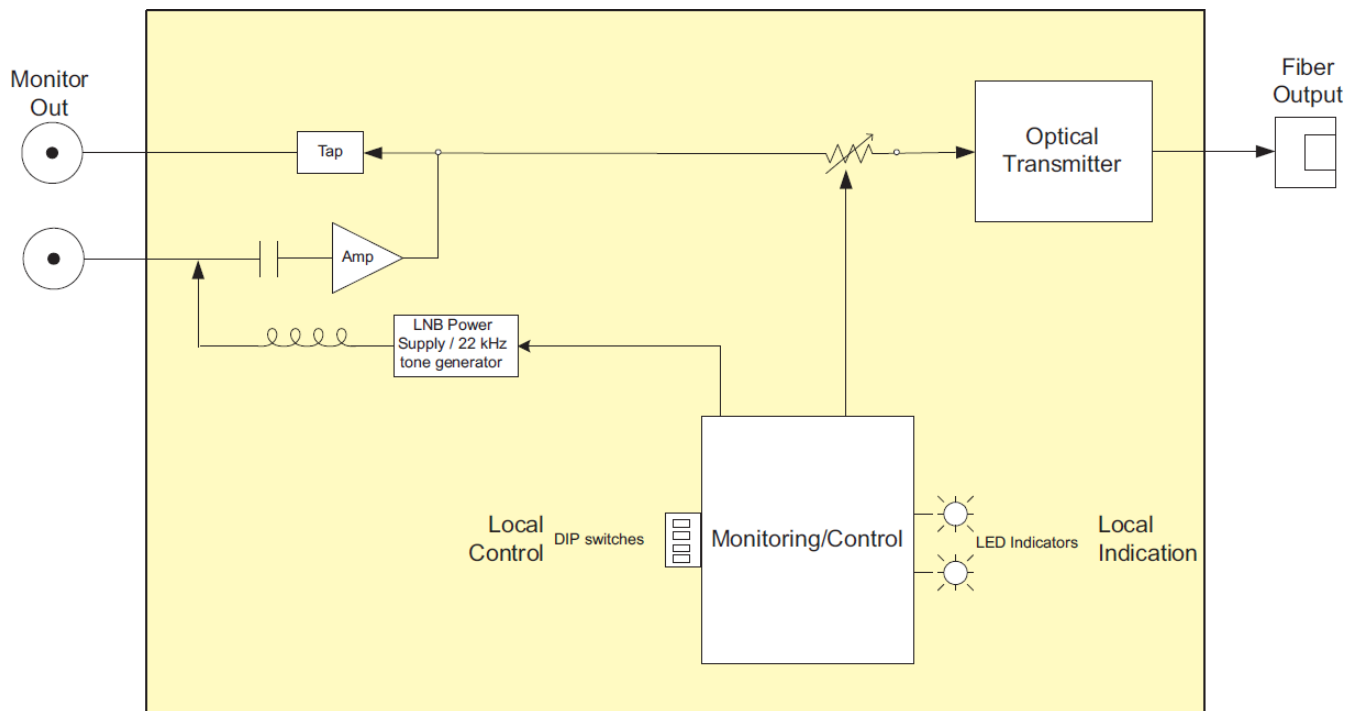 Monitor
Out
Tap
Amp
LNB Power
Supply / 22 kHz
tone generator
Optical
Transmitter
Fiber
Output
Local
Control
DIP switches
Monitoring/Control
LED Indicators
Local
Indication